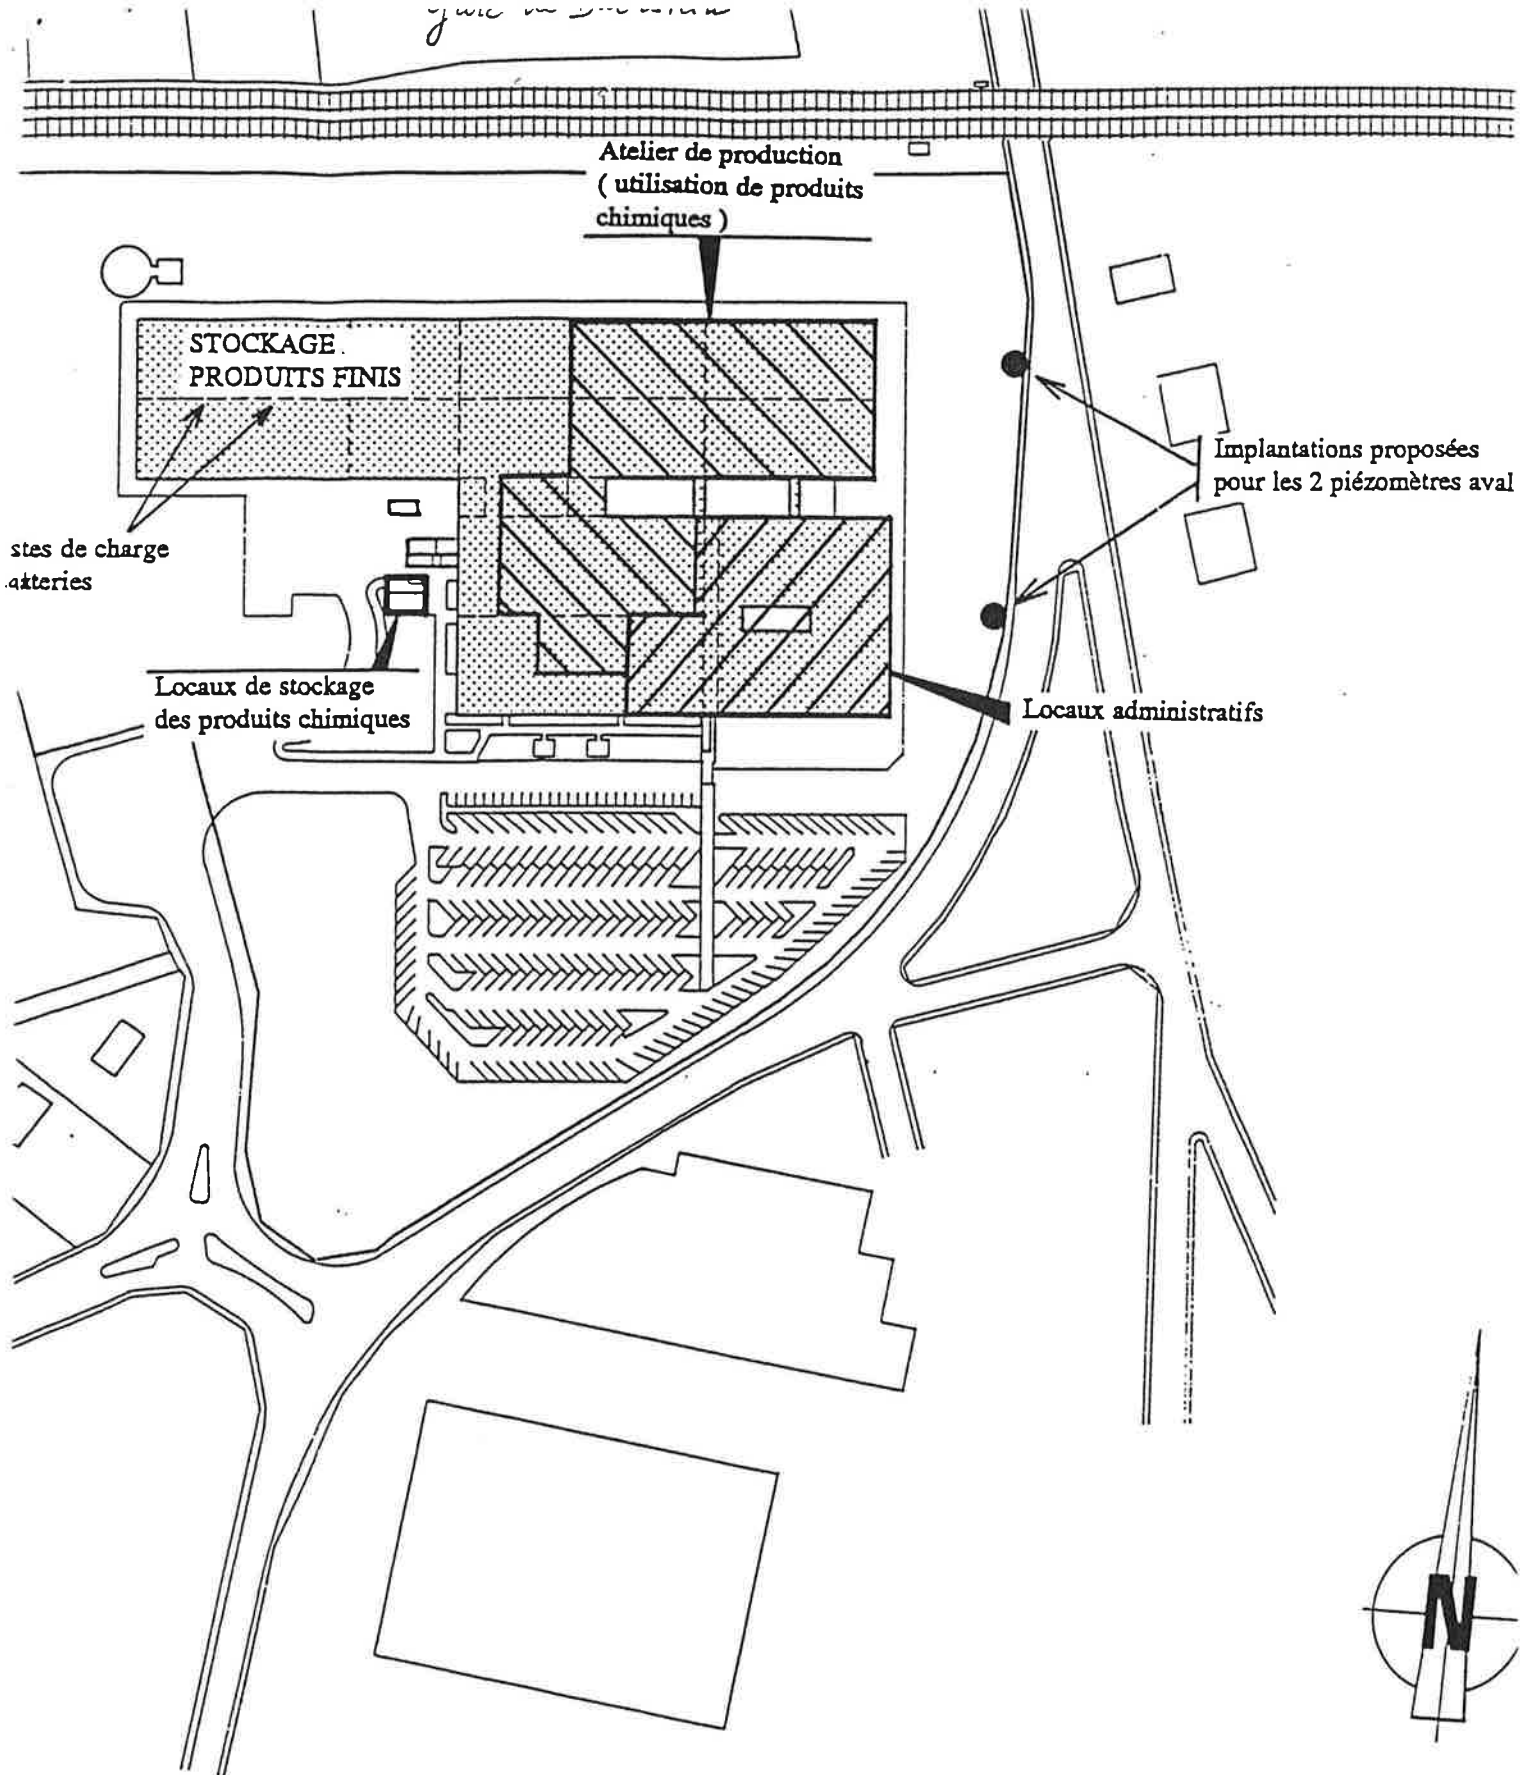 Atelier de production
( utilisation de produits
chimiques )
STOCKAGE
PRODUITS FINIS
Implantations proposées
pour les 2 piézomètres aval
stes de charge
atteries
Locaux de stockage
des produits chimiques
Locaux administratifs
N